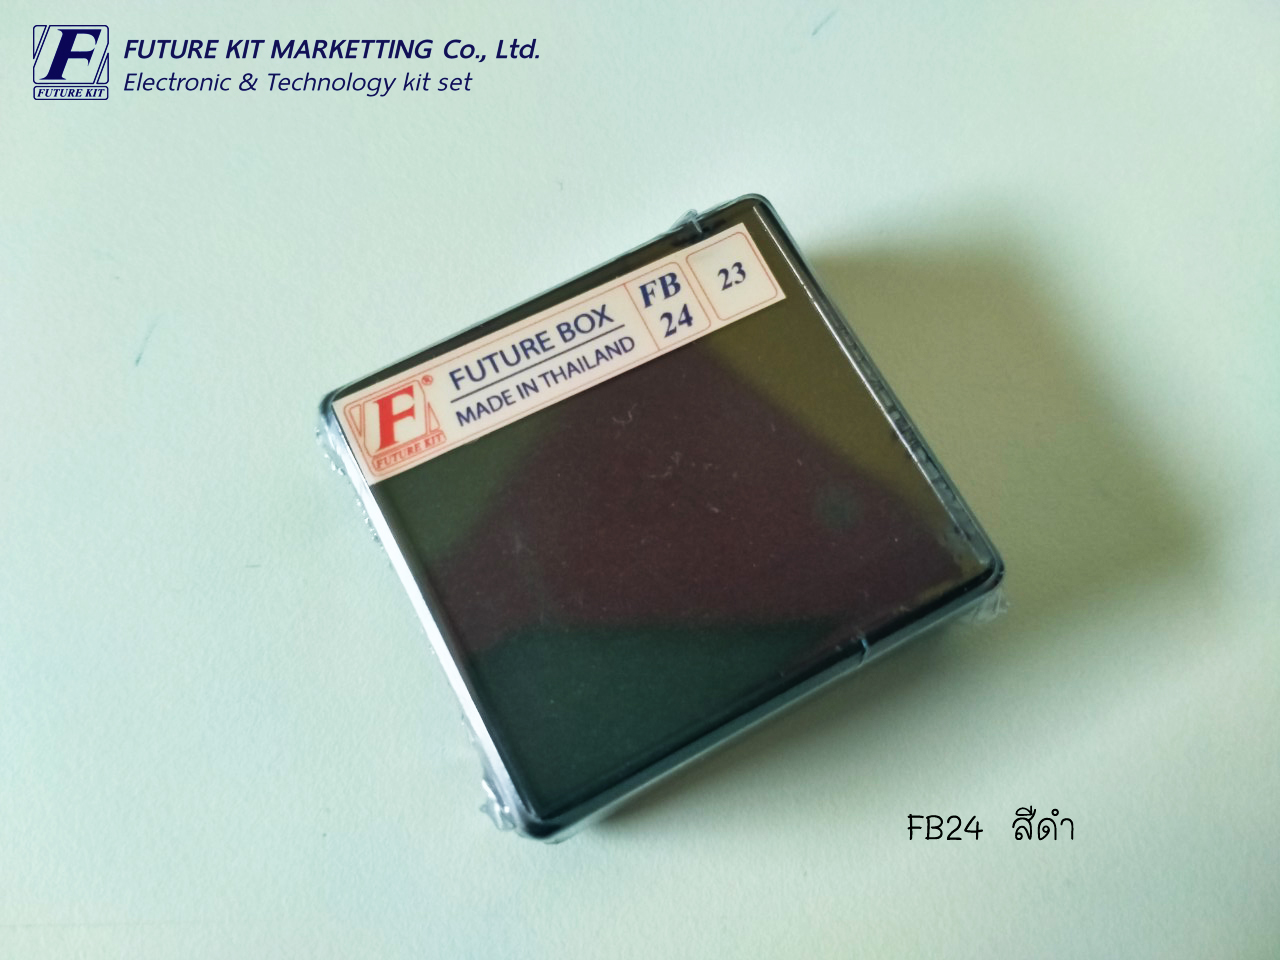 F
FUTURE KIT
FUTURE KIT MARKETTING Co., Ltd.
Electronic & Technology kit set
F®
FUTURE KIT
FUTURE BOX
MADE IN THAILAND
FB
24
23
FB24 สีดำ